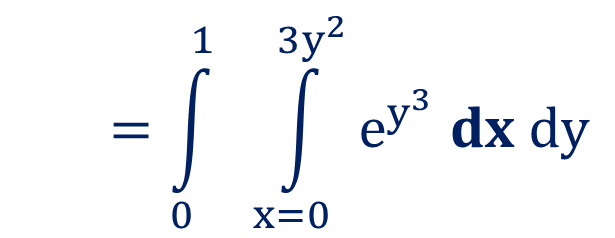 = ∫₀¹ ∫ₓ₌₀^{3y²} e^{y³} dx dy